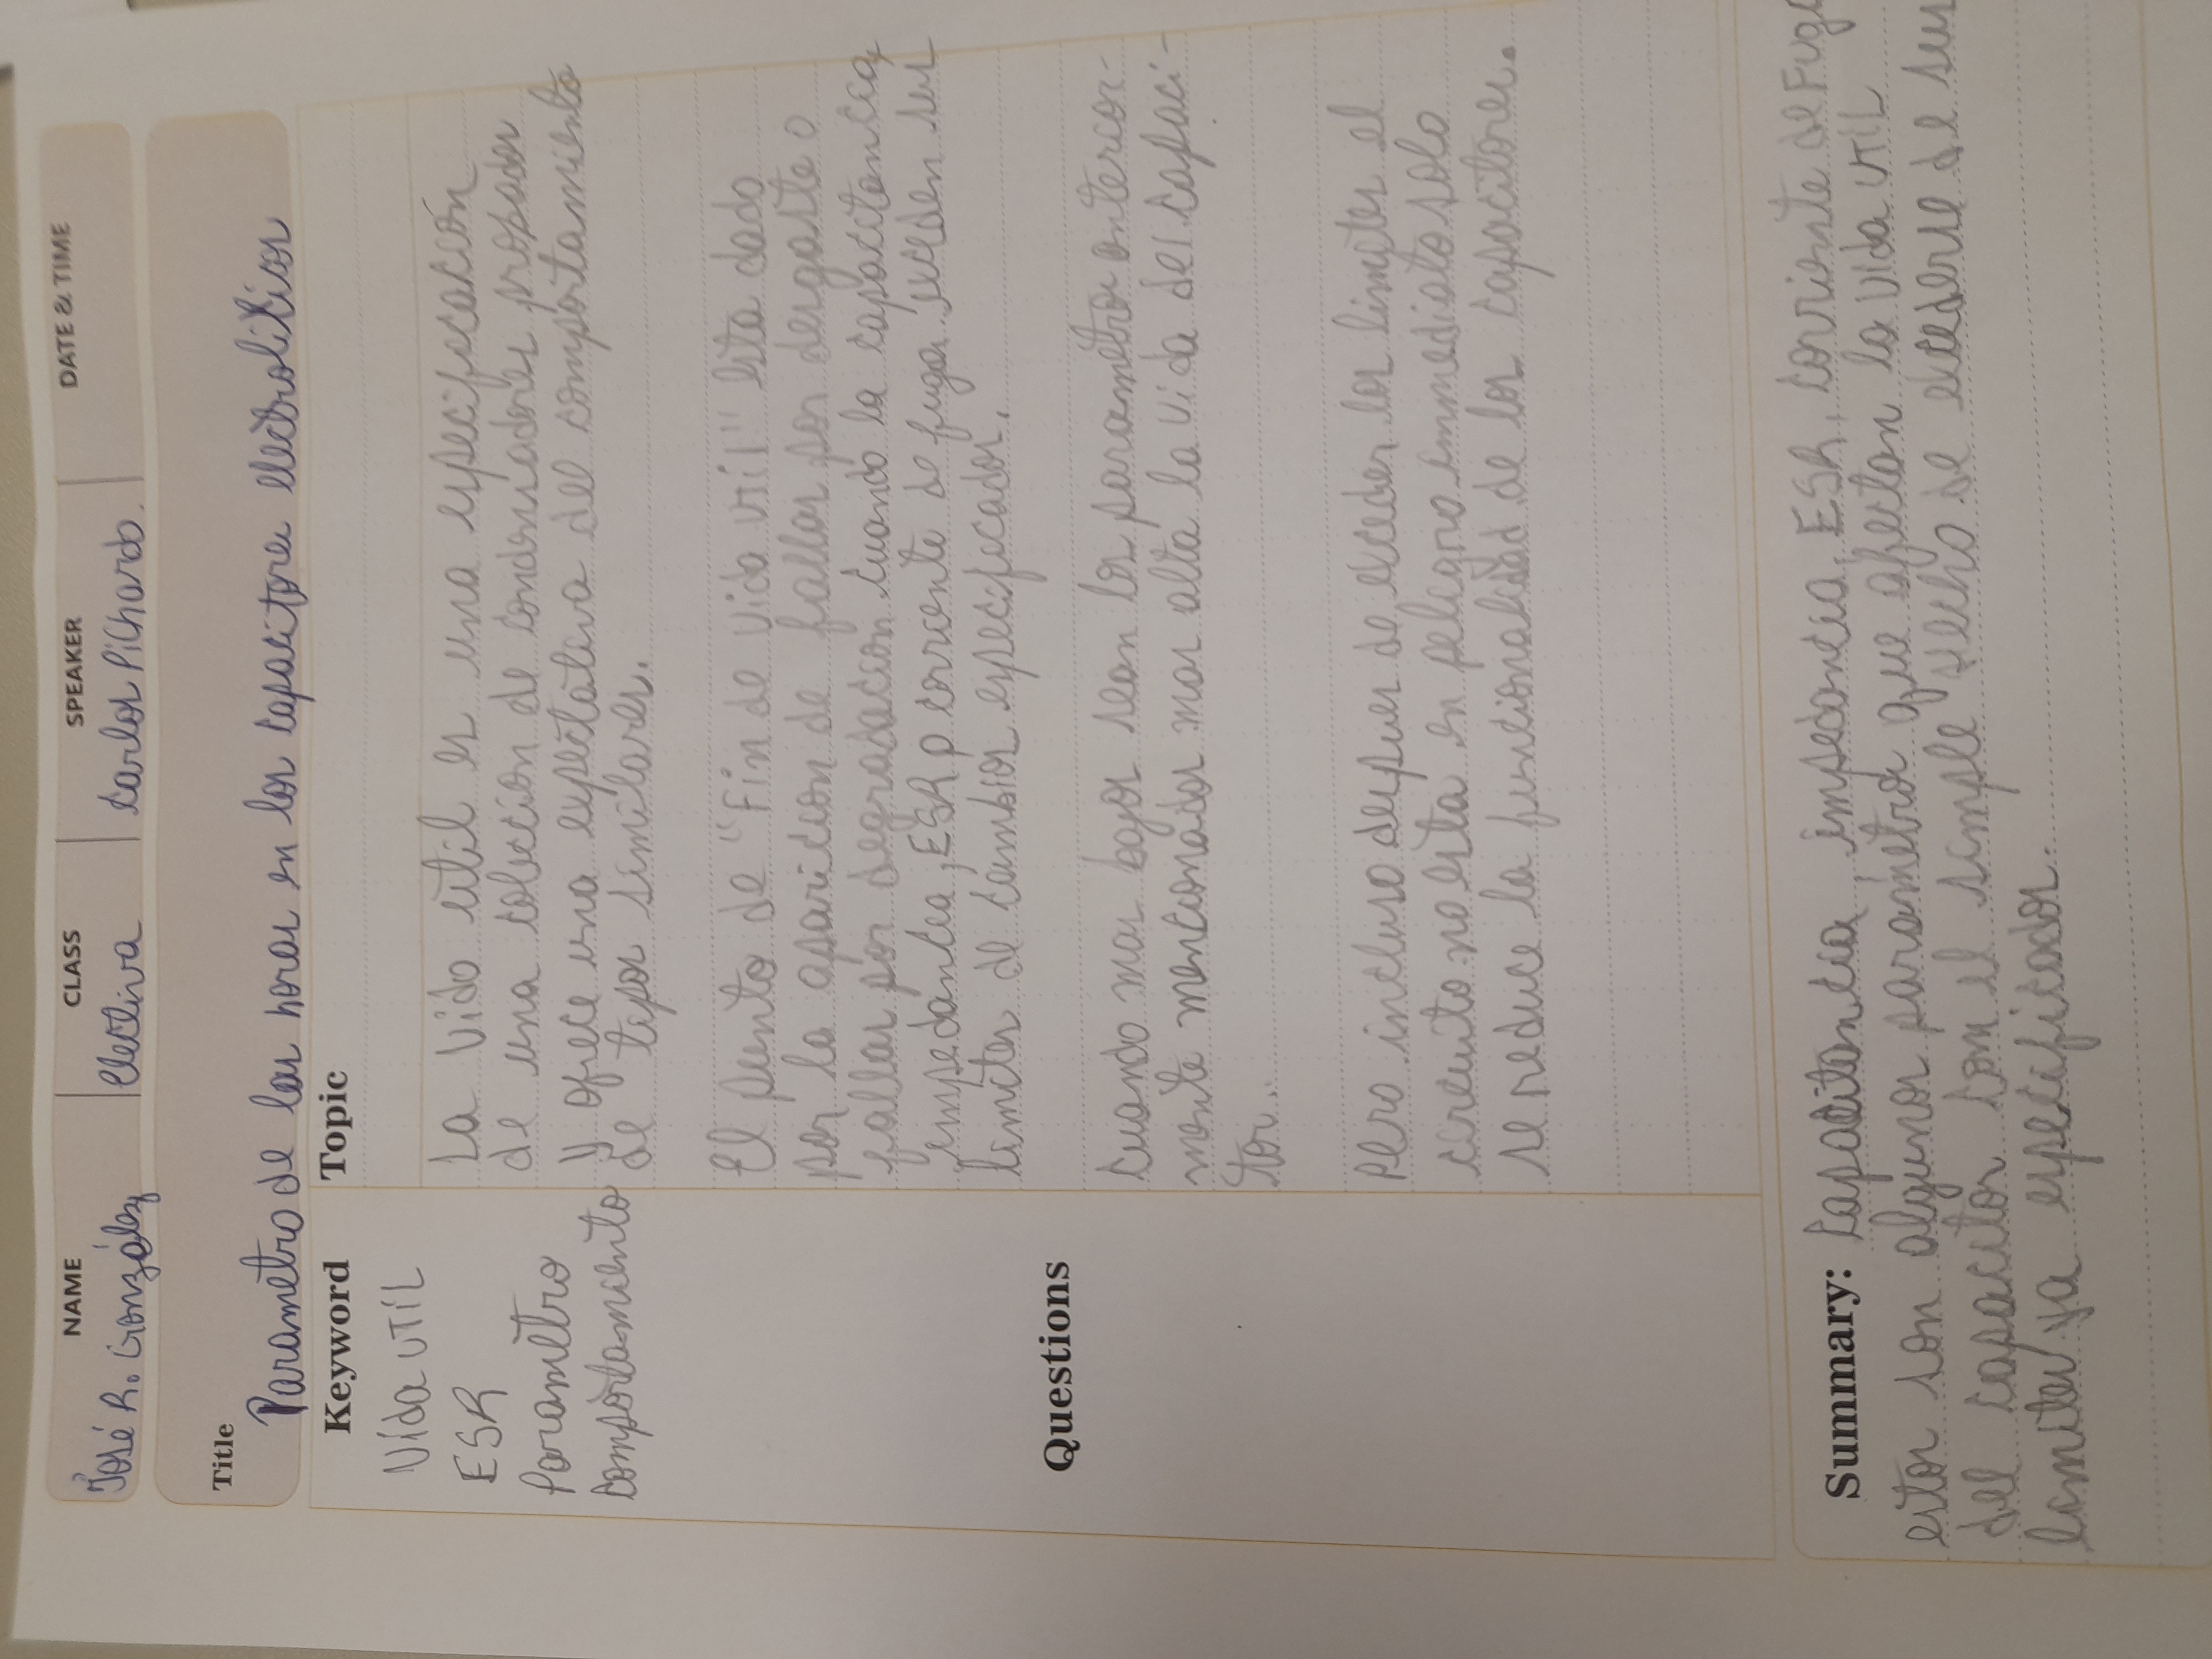 NAME CLASS SPEAKER DATE & TIME
José R. González Electiva Carlos Pichardo.
Title
Parametro de las horas en los capacitores electroliticos
Keyword
Vida UTIL
ESR
Parametro
Comportamiento
Questions
Topic
La Vida útil es una especificación
de una colección de condensadores probados
y ofrece una expectativa del comportamiento
de tipos similares.
El punto de "Fin de Vida UTIL" esta dado
por la aparicion de fallas por desgaste o
fallas por degradacion cuando la capacitancia,
impedancia, ESR o corriente de fuga exceden sus
limites de cambios especificados.
Cuando mas bajos sean los parametros anterior-
mente mencionados mas alta la vida del capaci-
tor..
Pero incluso despues de exceder los limites el
circuito no esta en peligro immediato solo
se reduce la funcionalidad de los capacitores.
Summary: Capacitancia, impedancia, ESR, Corriente de Fuga
estos son algunos parametros que afectan la Vida UTIL
del capacitor con el simple Hecho de excederse de sus
limites ya especificados.